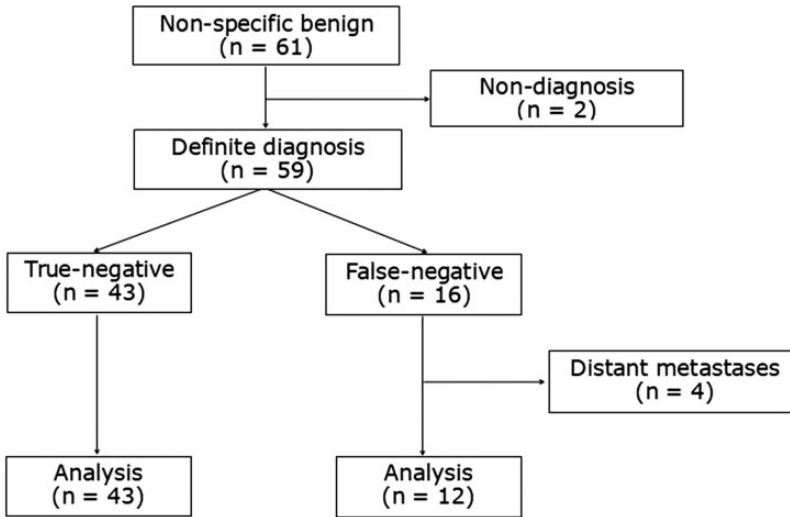 Non-specific benign
(n = 61)
Non-diagnosis
(n = 2)
Definite diagnosis
(n = 59)
True-negative
(n = 43)
False-negative
(n = 16)
Distant metastases
(n = 4)
Analysis
(n = 43)
Analysis
(n = 12)